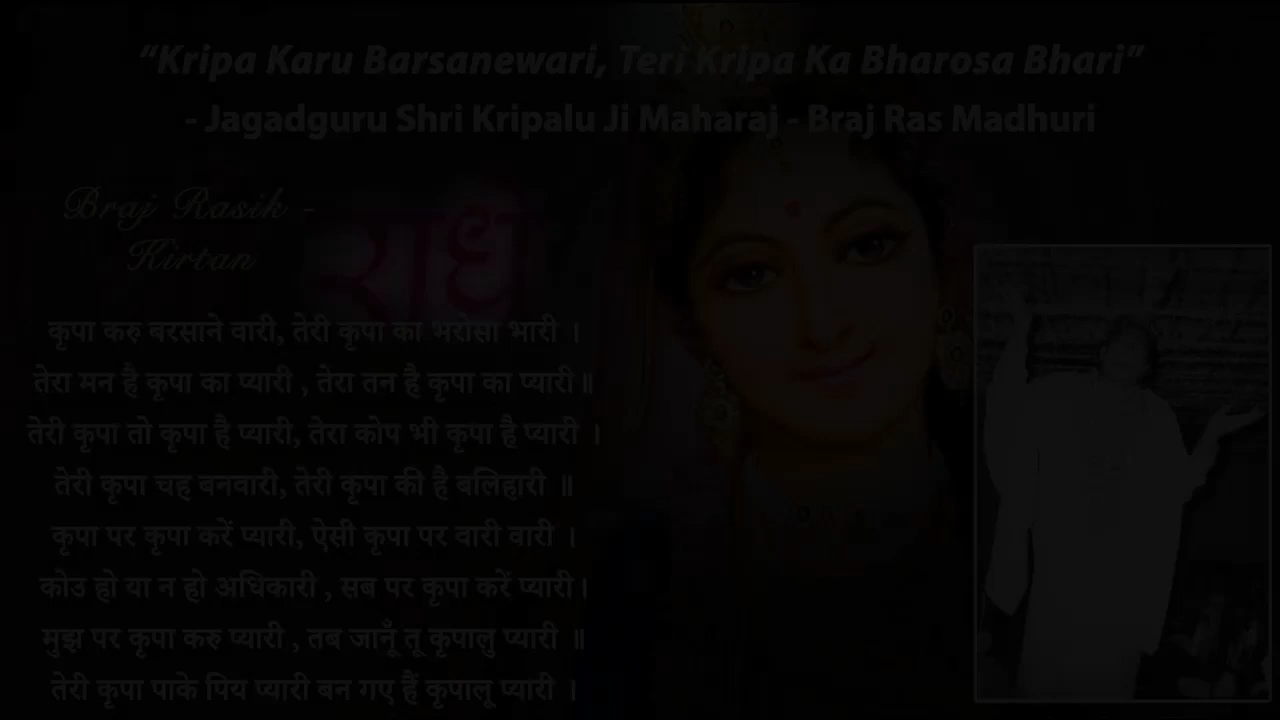 “Kripa Karu Barsanewari, Teri Kripa Ka Bharosa Bhari”
- Jagadguru Shri Kripalu Ji Maharaj - Braj Ras Madhuri
Braj Rasik -
Kirtan
राधे
कृपा करु बरसाने वारी, तेरी कृपा का भरोसा भारी ।
तेरा मन है कृपा का प्यारी , तेरा तन है कृपा का प्यारी ॥
तेरी कृपा तो कृपा है प्यारी, तेरा कोप भी कृपा है प्यारी ।
तेरी कृपा चह बनवारी, तेरी कृपा की है बलिहारी ॥
कृपा पर कृपा करें प्यारी, ऐसी कृपा पर वारी वारी ।
कोउ हो या न हो अधिकारी , सब पर कृपा करें प्यारी ।
मुझ पर कृपा करु प्यारी , तब जानूँ तू कृपालु प्यारी ॥
तेरी कृपा पाके पिय प्यारी बन गए हैं कृपालू प्यारी ।